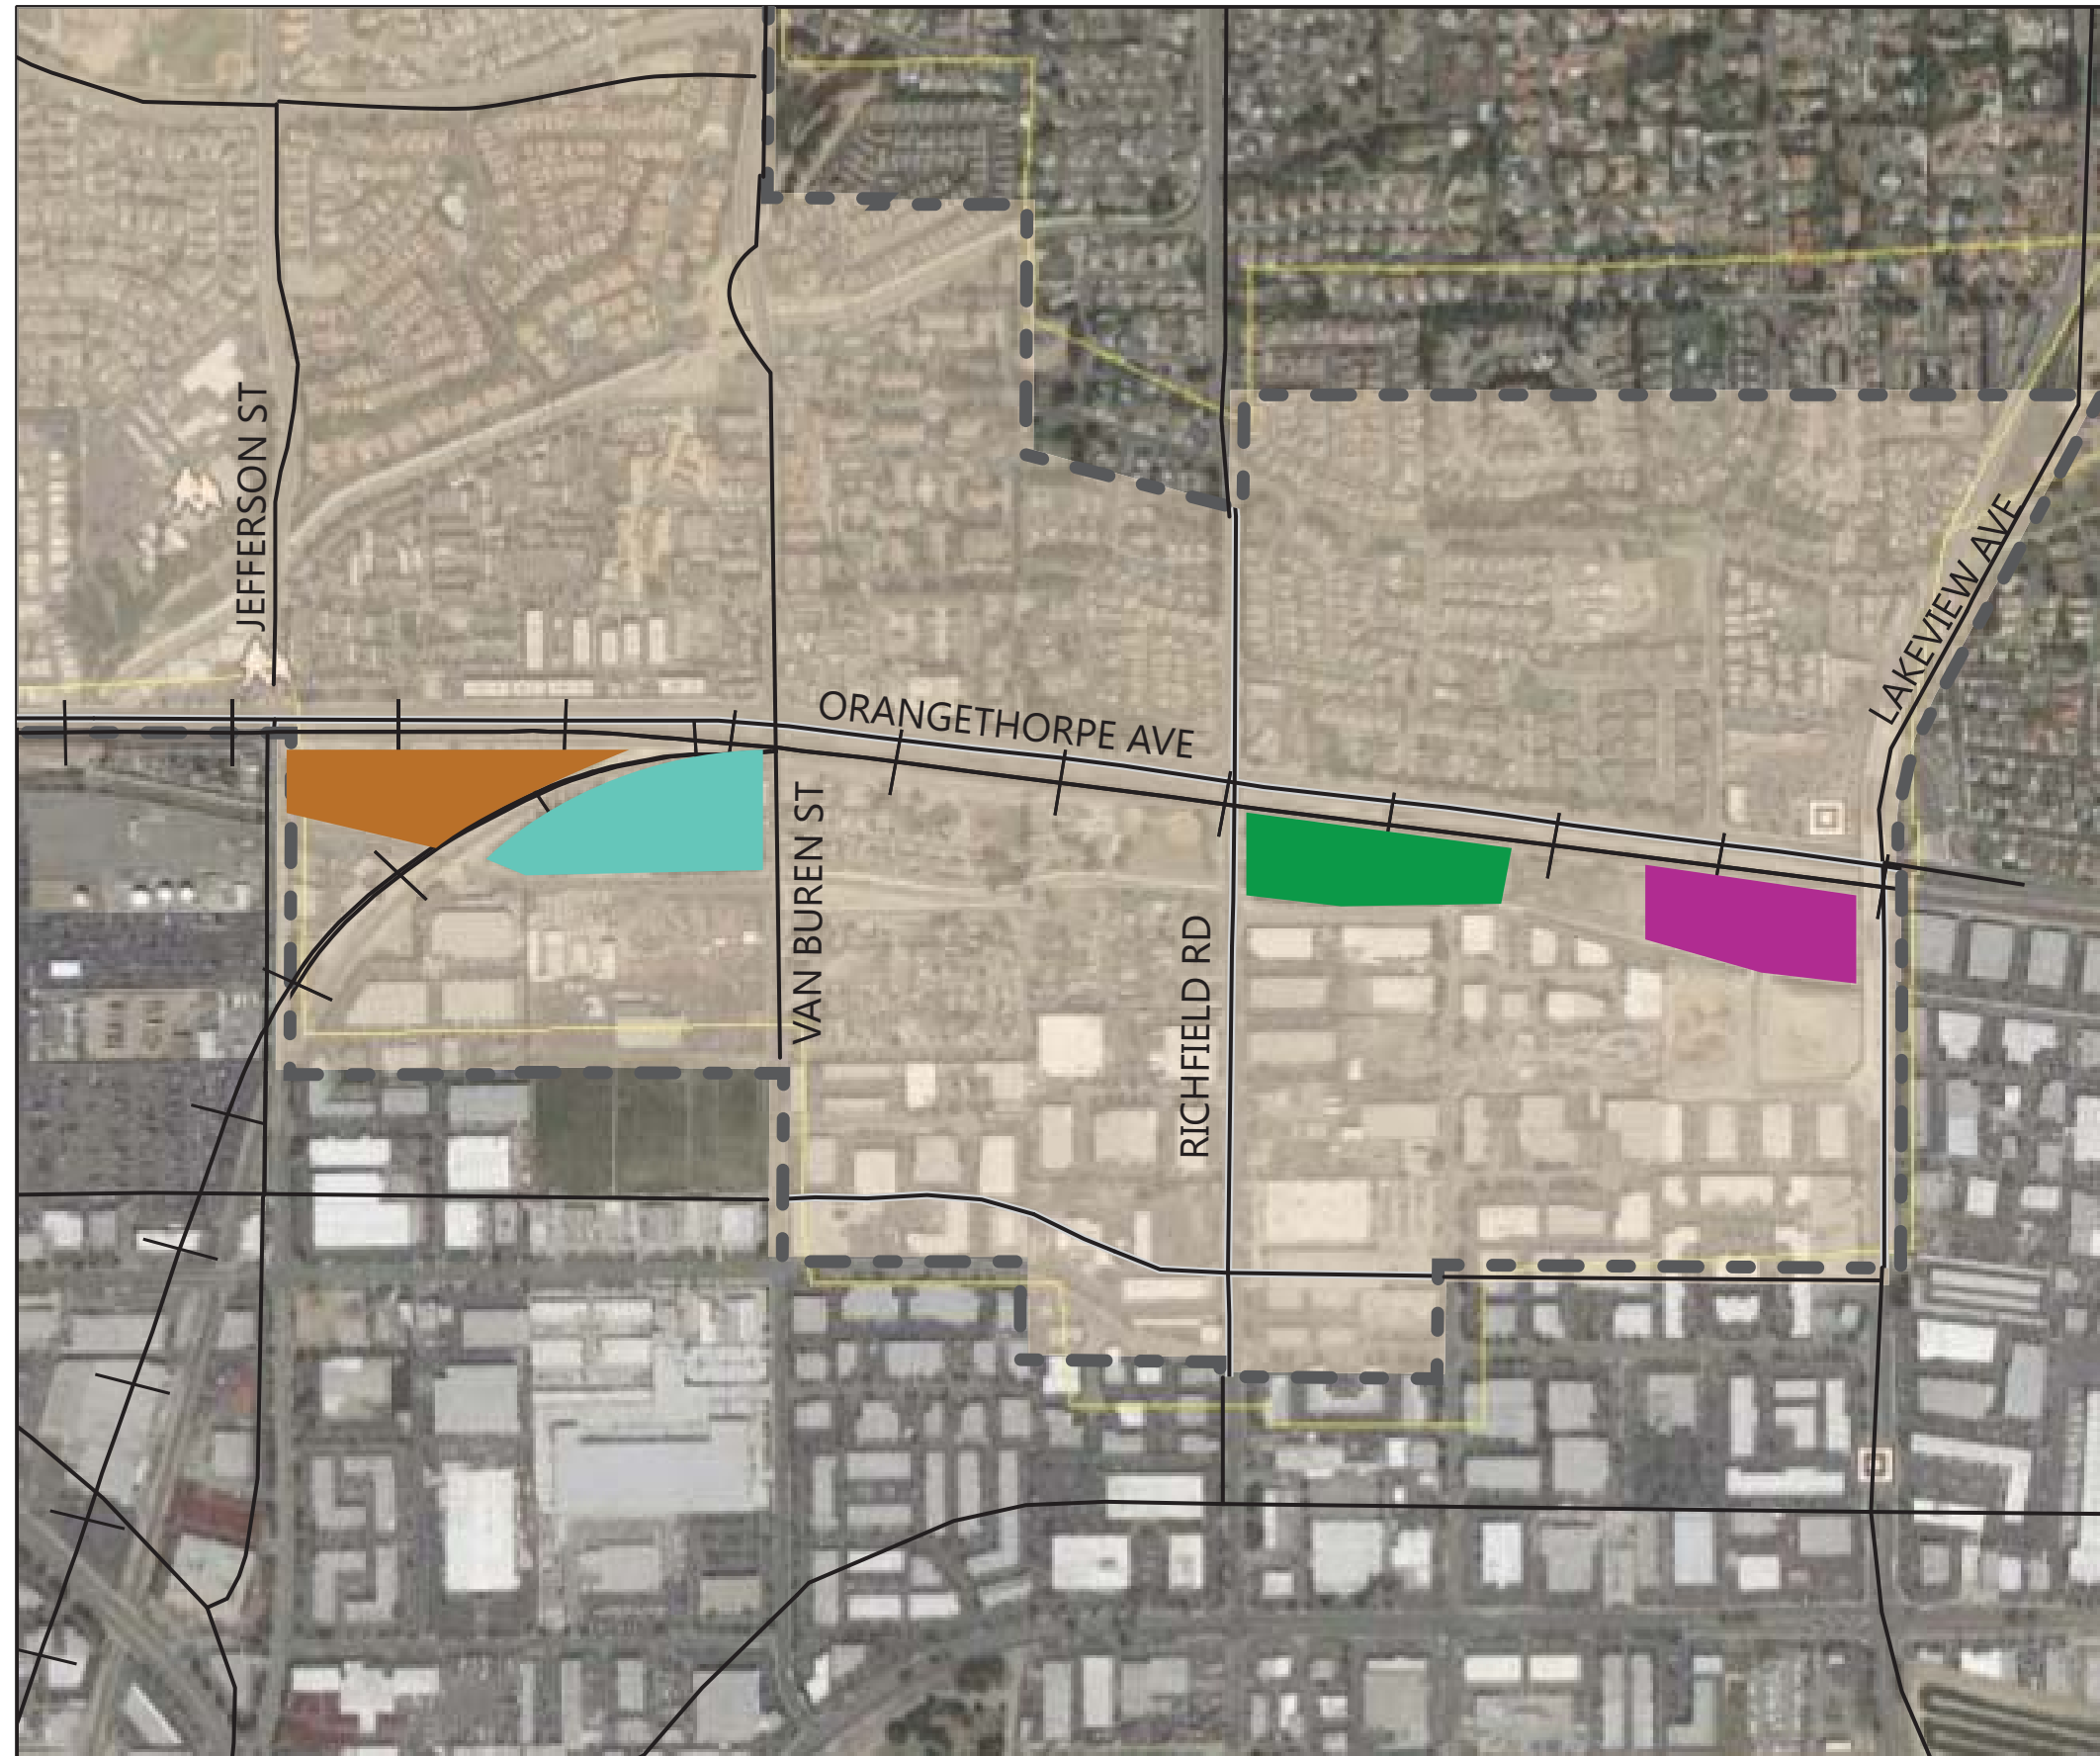 JEFFERSON ST
LAKEVIEW AVE
ORANGETHORPE AVE
VAN BUREN ST
RICHFIELD RD